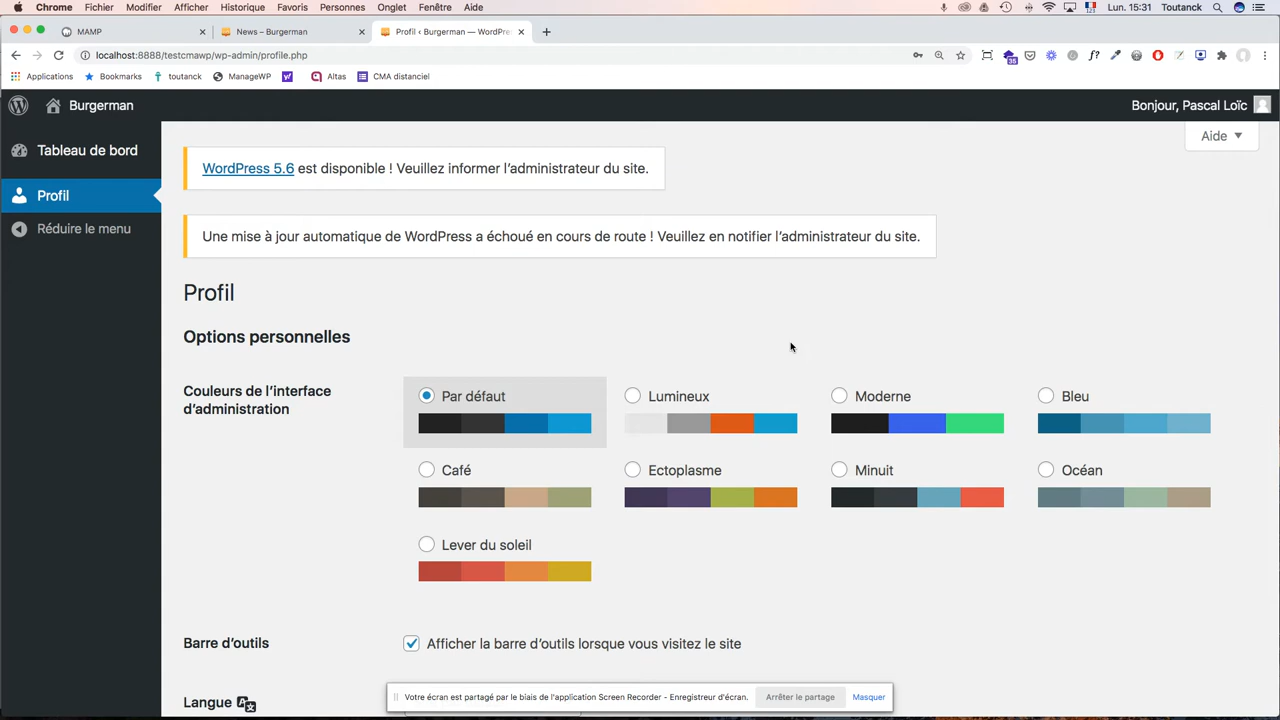 Chrome Fichier Modifier Afficher Historique Favoris Personnes Onglet Fenêtre Aide Lun. 15:31 Toutanck
MAMP News – Burgerman Profil ‹ Burgerman — WordPre
localhost:8888/testcmawp/wp-admin/profile.php 35 f?
Applications Bookmarks toutanck ManageWP Altas CMA distanciel
Burgerman Bonjour, Pascal Loïc
Aide
Tableau de bord
Profil
Réduire le menu
WordPress 5.6 est disponible ! Veuillez informer l’administrateur du site.
Une mise à jour automatique de WordPress a échoué en cours de route ! Veuillez en notifier l’administrateur du site.
Profil
Options personnelles
Couleurs de l’interface
d’administration
Par défaut Lumineux Moderne Bleu
Café Ectoplasme Minuit Océan
Lever du soleil
Barre d’outils Afficher la barre d’outils lorsque vous visitez le site
Langue
Votre écran est partagé par le biais de l'application Screen Recorder - Enregistreur d'écran. Arrêter le partage Masquer